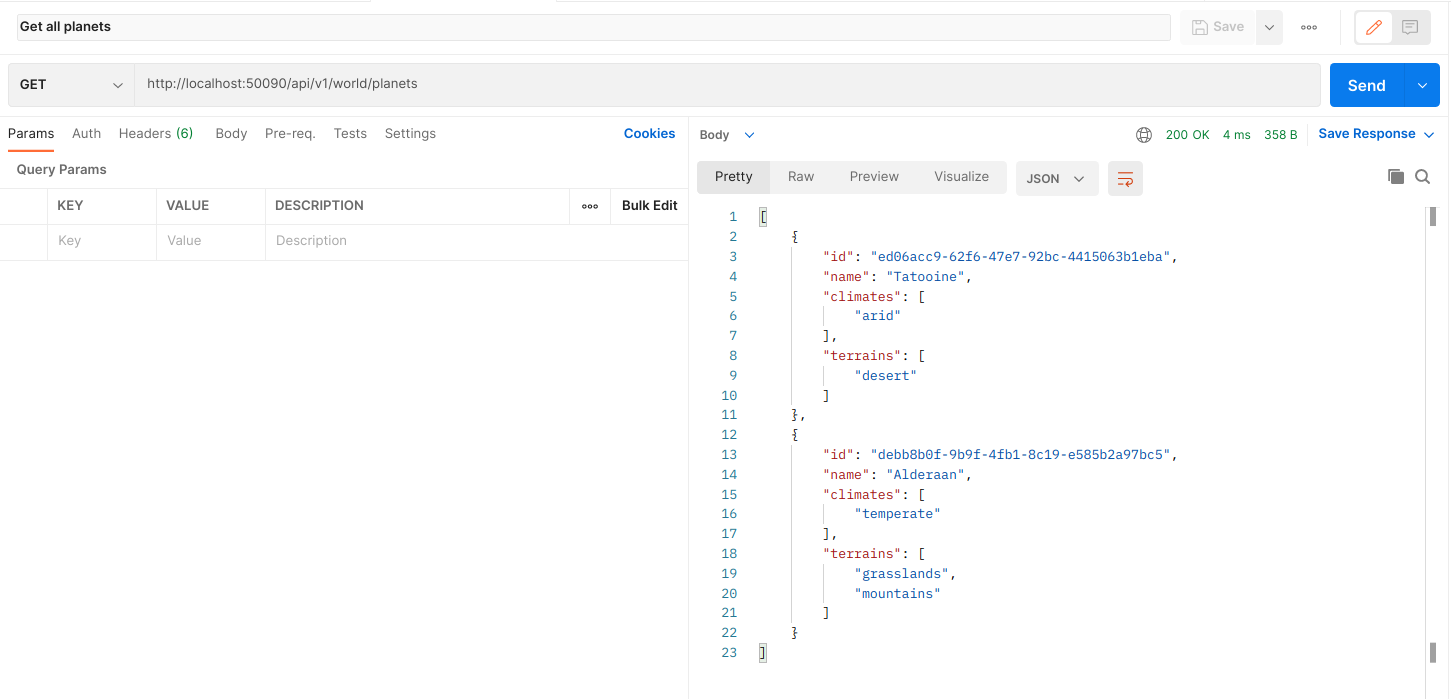 Get all planets
Save
GET
http://localhost:50090/api/v1/world/planets
Send
Params Auth Headers (6) Body Pre-req. Tests Settings Cookies
Query Params
KEY VALUE DESCRIPTION Bulk Edit
Key Value Description
Body 200 OK 4 ms 358 B Save Response
Pretty Raw Preview Visualize JSON
1 [
2 {
3 "id": "ed06acc9-62f6-47e7-92bc-4415063b1eba",
4 "name": "Tatooine",
5 "climates": [
6 "arid"
7 ],
8 "terrains": [
9 "desert"
10 ]
11 },
12 {
13 "id": "debb8b0f-9b9f-4fb1-8c19-e585b2a97bc5",
14 "name": "Alderaan",
15 "climates": [
16 "temperate"
17 ],
18 "terrains": [
19 "grasslands",
20 "mountains"
21 ]
22 }
23 ]